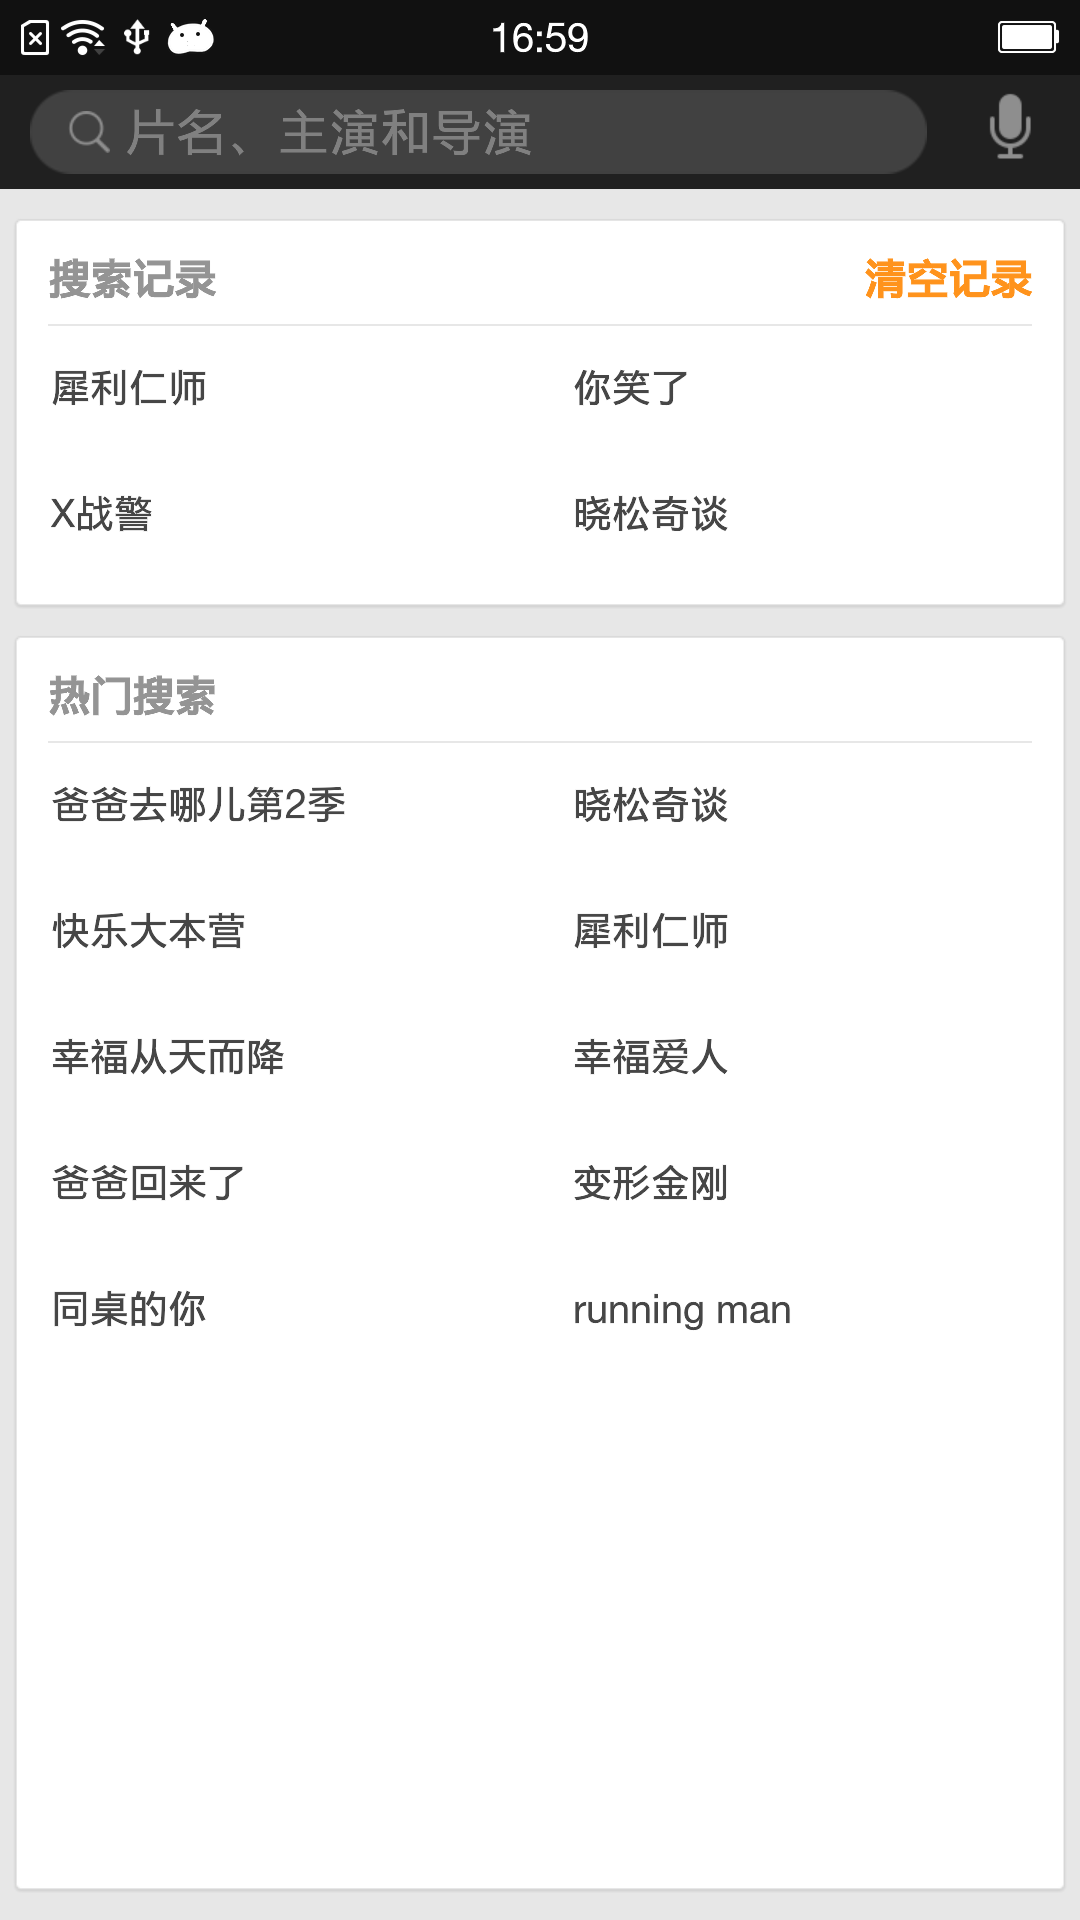 16:59
片名、主演和导演
搜索记录 清空记录
犀利仁师 你笑了
X战警 晓松奇谈
热门搜索
爸爸去哪儿第2季 晓松奇谈
快乐大本营 犀利仁师
幸福从天而降 幸福爱人
爸爸回来了 变形金刚
同桌的你 running man